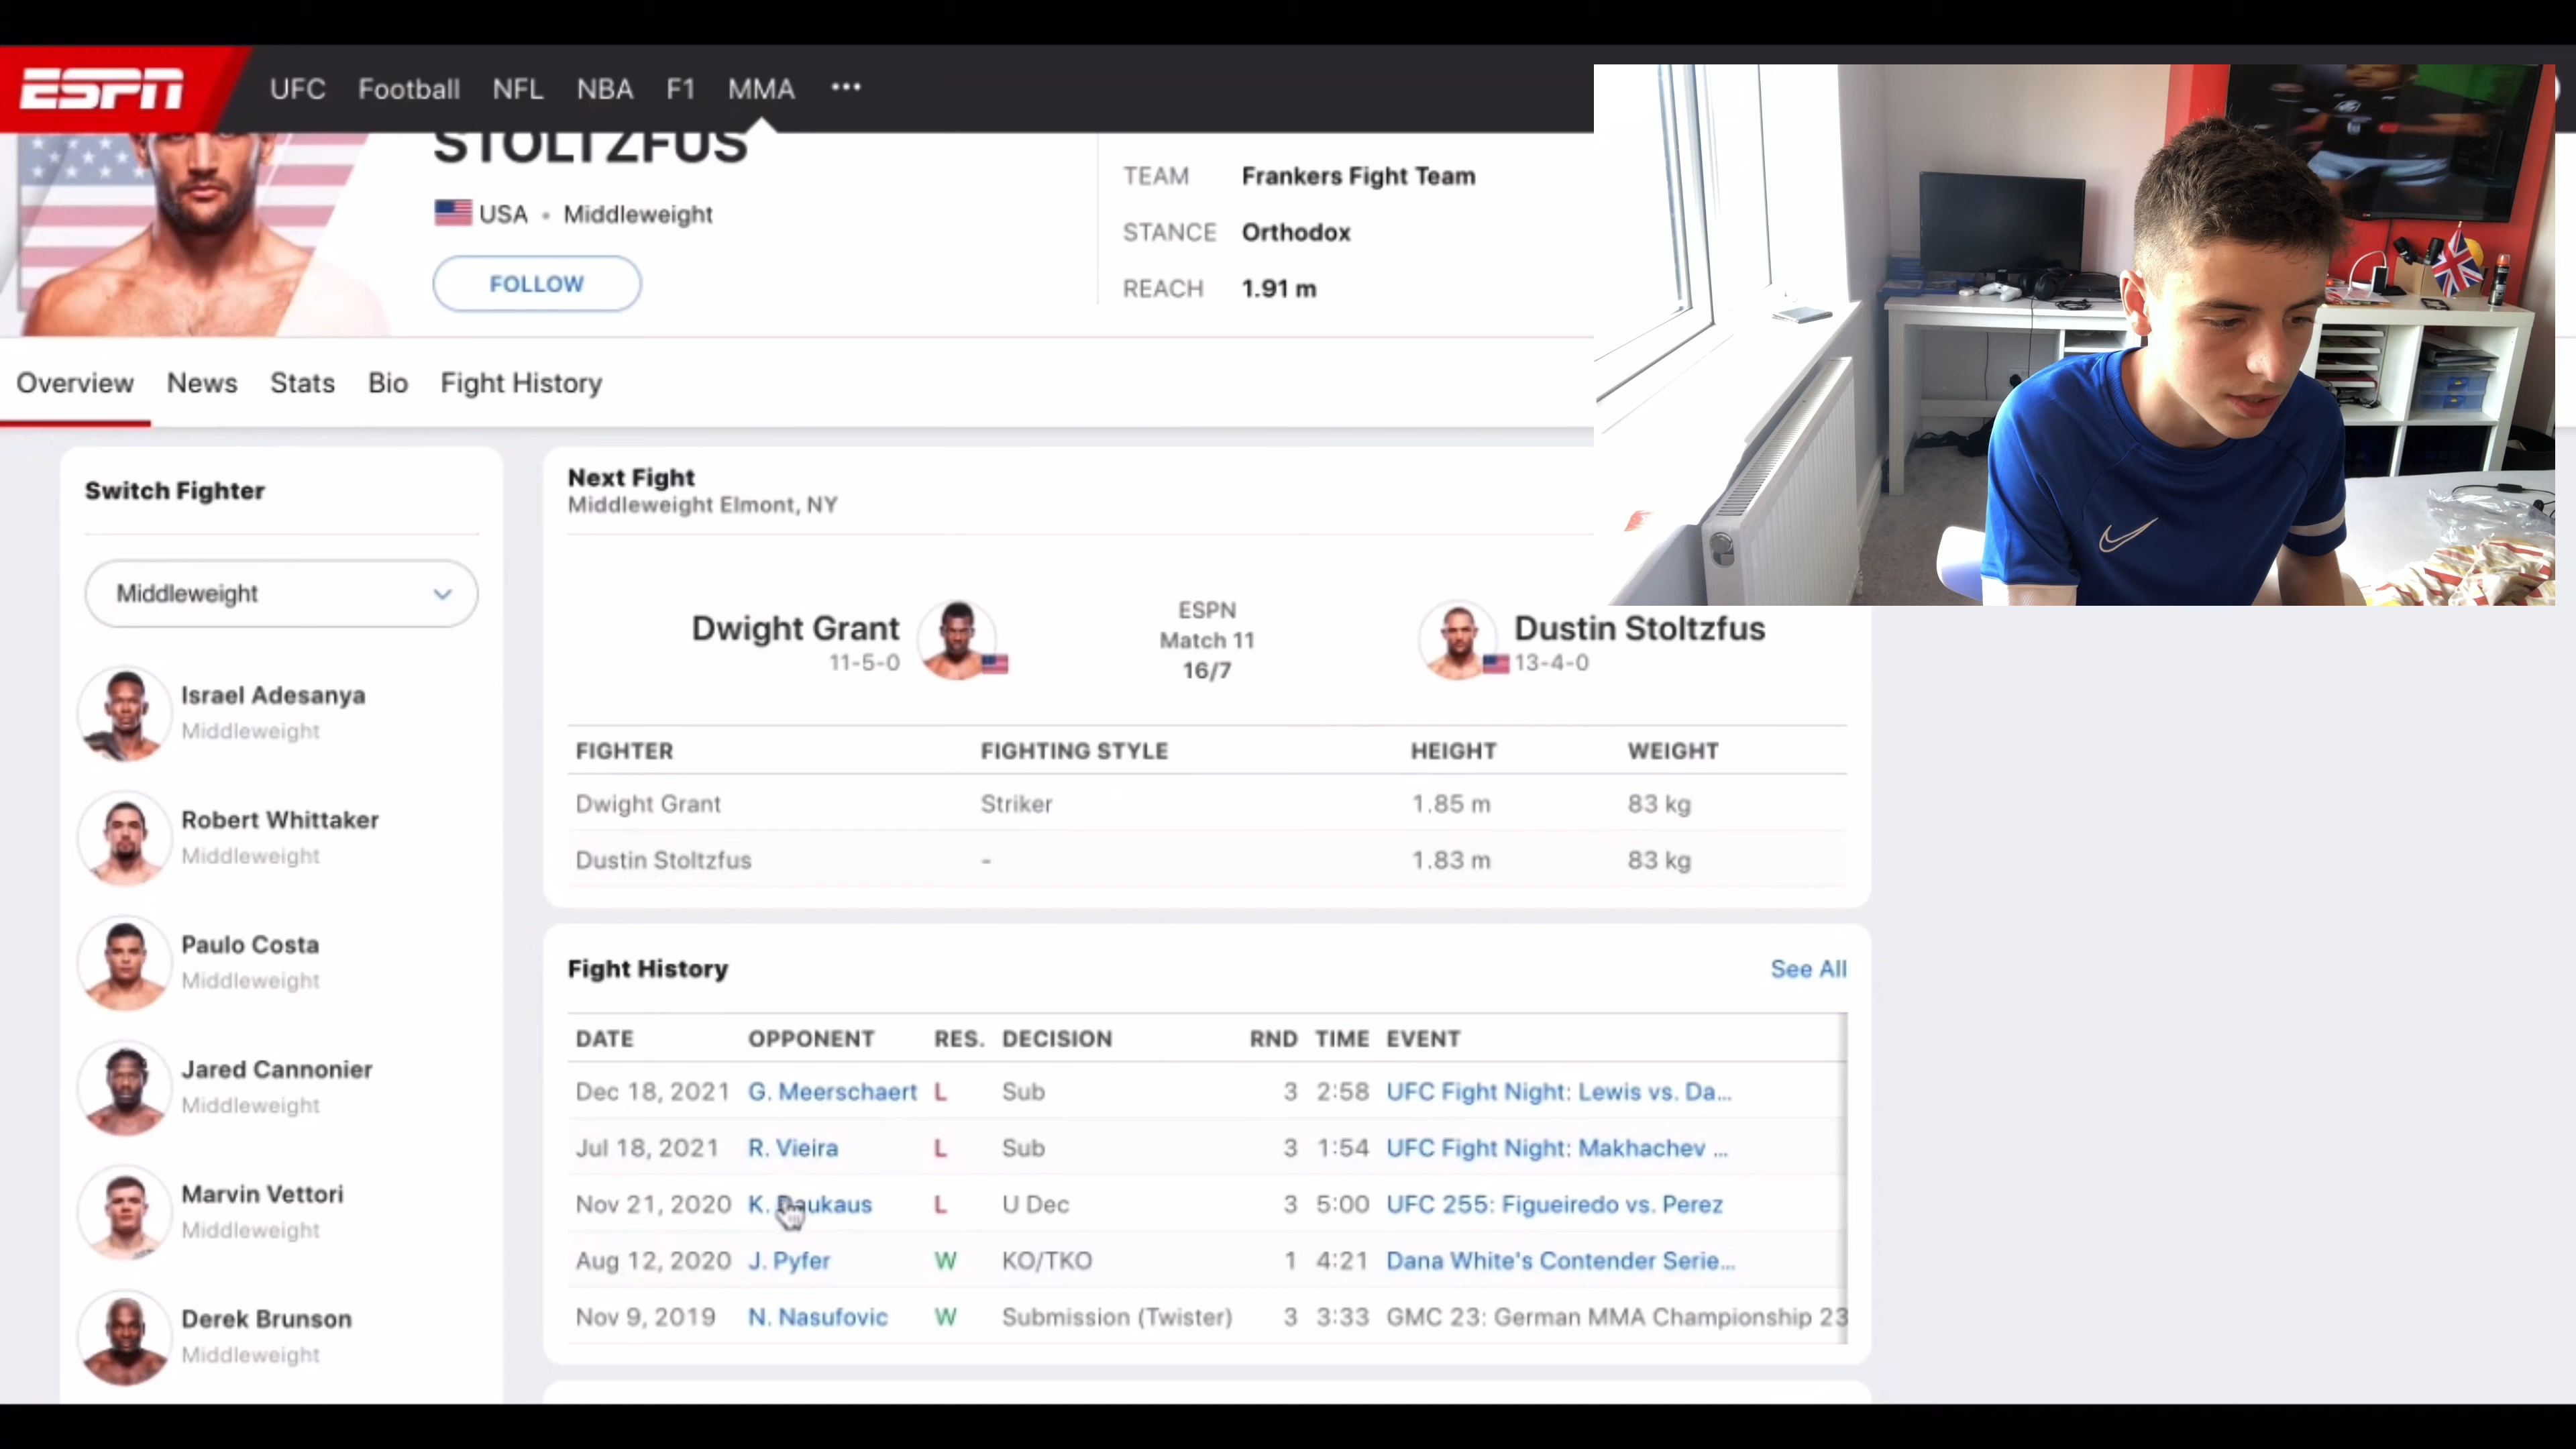 ESPN
UFC Football NFL NBA F1 MMA •••
STOLTZFUS
USA • Middleweight
FOLLOW
TEAM Frankers Fight Team
STANCE Orthodox
REACH 1.91 m
Overview News Stats Bio Fight History
Switch Fighter
Middleweight
Israel Adesanya
Middleweight
Robert Whittaker
Middleweight
Paulo Costa
Middleweight
Jared Cannonier
Middleweight
Marvin Vettori
Middleweight
Derek Brunson
Middleweight
Next Fight
Middleweight Elmont, NY
Dwight Grant
11-5-0
ESPN
Match 11
16/7
Dustin Stoltzfus
13-4-0
FIGHTER FIGHTING STYLE HEIGHT WEIGHT
Dwight Grant Striker 1.85 m 83 kg
Dustin Stoltzfus - 1.83 m 83 kg
Fight History See All
DATE OPPONENT RES. DECISION RND TIME EVENT
Dec 18, 2021 G. Meerschaert L Sub 3 2:58 UFC Fight Night: Lewis vs. Da...
Jul 18, 2021 R. Vieira L Sub 3 1:54 UFC Fight Night: Makhachev ...
Nov 21, 2020 K. Daukaus L U Dec 3 5:00 UFC 255: Figueiredo vs. Perez
Aug 12, 2020 J. Pyfer W KO/TKO 1 4:21 Dana White's Contender Serie...
Nov 9, 2019 N. Nasufovic W Submission (Twister) 3 3:33 GMC 23: German MMA Championship 23